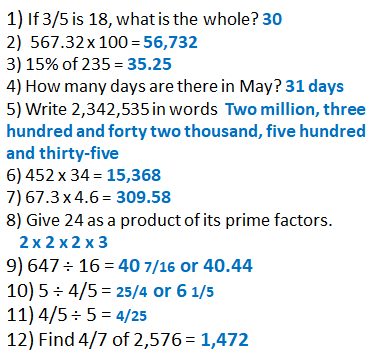 1) If 3/5 is 18, what is the whole? 30
2) 567.32 x 100 = 56,732
3) 15% of 235 = 35.25
4) How many days are there in May? 31 days
5) Write 2,342,535 in words Two million, three
hundred and forty two thousand, five hundred
and thirty-five
6) 452 x 34 = 15,368
7) 67.3 x 4.6 = 309.58
8) Give 24 as a product of its prime factors.
2 x 2 x 2 x 3
9) 647 ÷ 16 = 40 7/16 or 40.44
10) 5 ÷ 4/5 = 25/4 or 6 1/5
11) 4/5 ÷ 5 = 4/25
12) Find 4/7 of 2,576 = 1,472